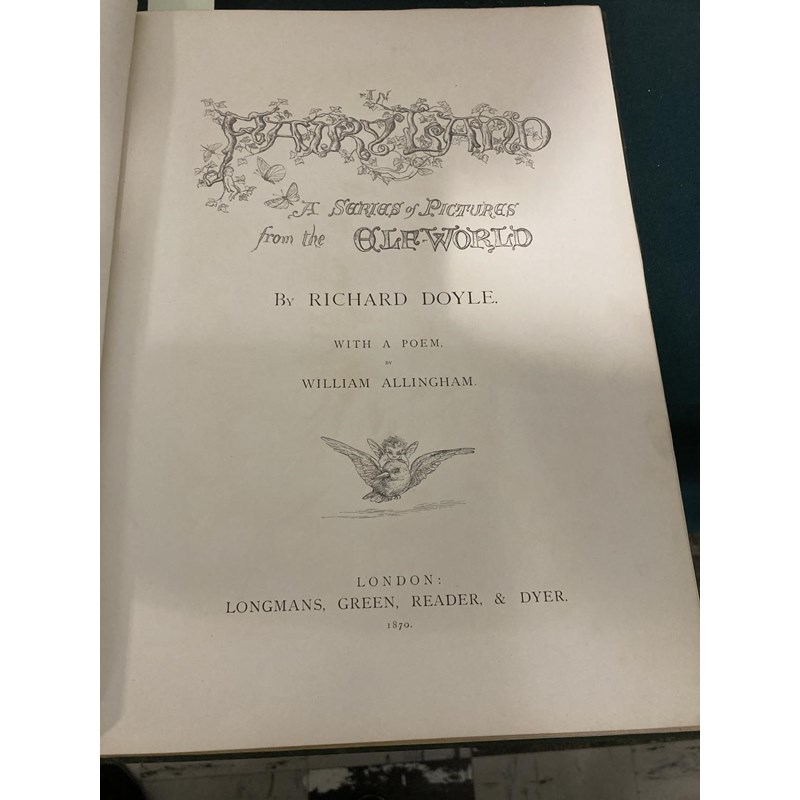 IN
FAIRY LAND
A SERIES of PICTURES
from the ELF-WORLD
BY RICHARD DOYLE.
WITH A POEM,
BY
WILLIAM ALLINGHAM.
LONDON:
LONGMANS, GREEN, READER, & DYER.
1870.